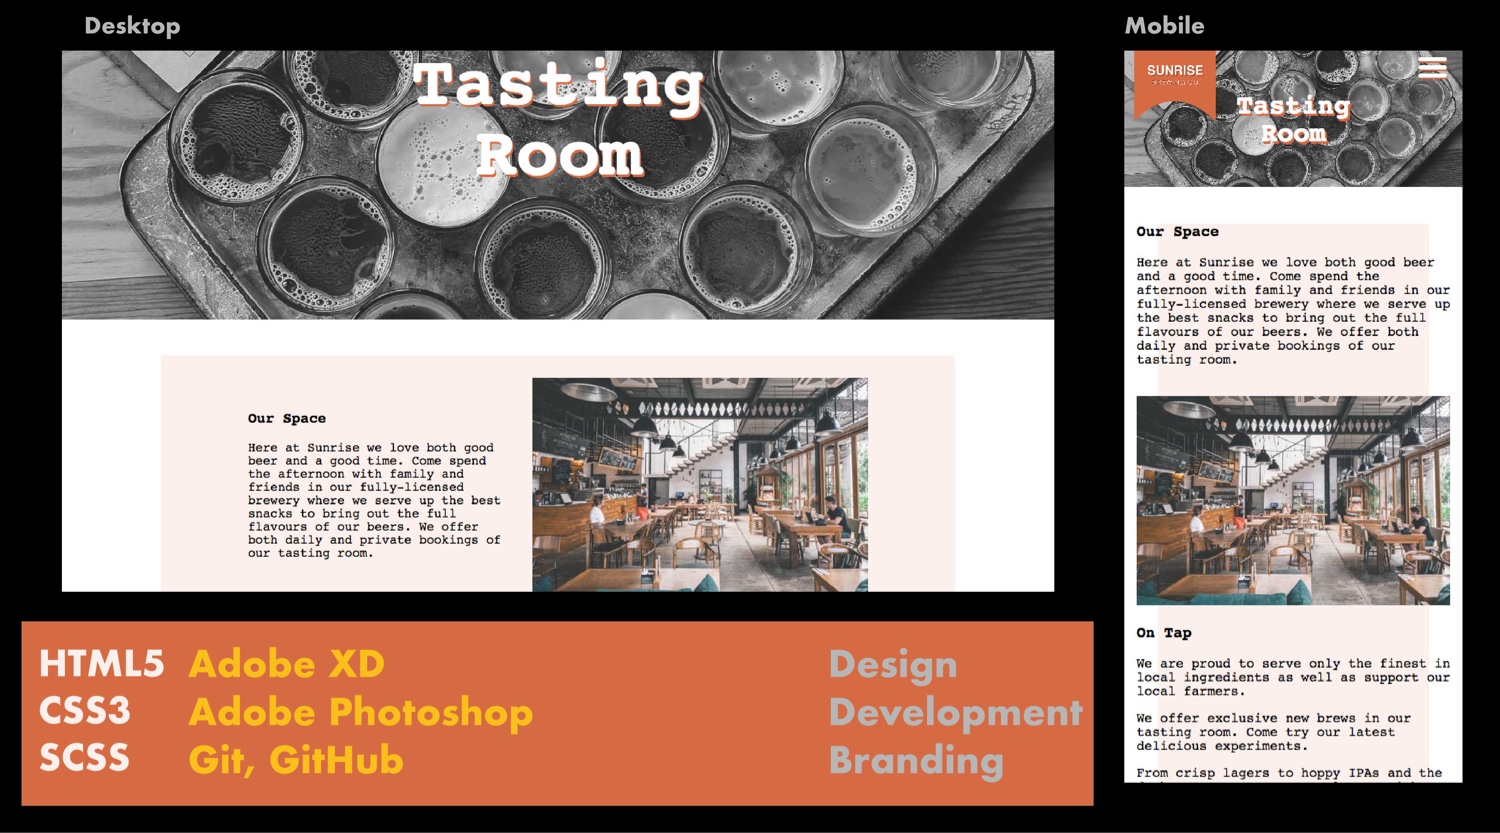 Desktop
Tasting
Room
Our Space
Here at Sunrise we love both good
beer and a good time. Come spend
the afternoon with family and
friends in our fully-licensed
brewery where we serve up the best
snacks to bring out the full
flavours of our beers. We offer
both daily and private bookings of
our tasting room.
Mobile
SUNRISE
Tasting
Room
Our Space
Here at Sunrise we love both good beer
and a good time. Come spend the
afternoon with family and friends in our
fully-licensed brewery where we serve up
the best snacks to bring out the full
flavours of our beers. We offer both
daily and private bookings of our
tasting room.
On Tap
We are proud to serve only the finest in
local ingredients as well as support our
local farmers.
We offer exclusive new brews in our
tasting room. Come try our latest
delicious experiments.
From crisp lagers to hoppy IPAs and the
HTML5
CSS3
SCSS
Adobe XD
Adobe Photoshop
Git, GitHub
Design
Development
Branding